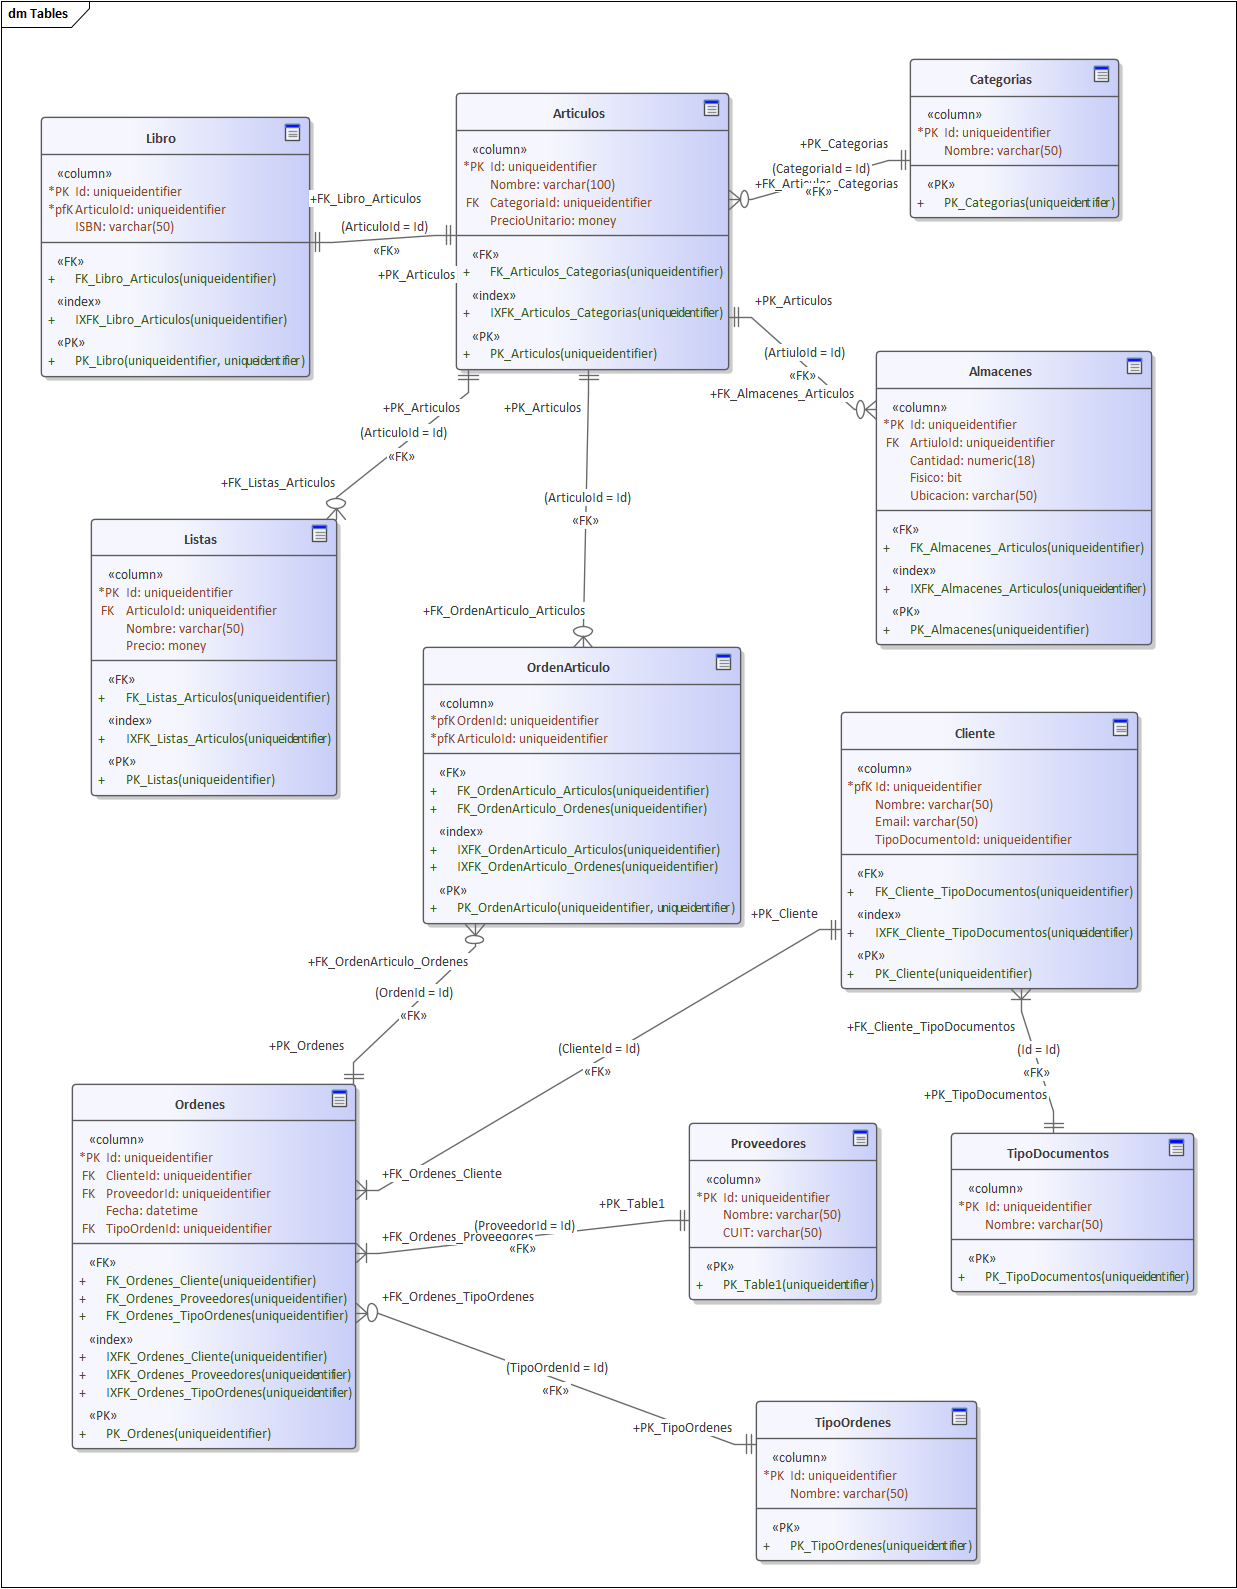 dm Tables
Libro
«column»
*PK Id: uniqueidentifier
*pfK ArticuloId: uniqueidentifier
ISBN: varchar(50)
«FK»
+ FK_Libro_Articulos(uniqueidentifier)
«index»
+ IXFK_Libro_Articulos(uniqueidentifier)
«PK»
+ PK_Libro(uniqueidentifier, uniqueidentifier)
+FK_Libro_Articulos
(ArticuloId = Id)
«FK»
+PK_Articulos
Articulos
«column»
*PK Id: uniqueidentifier
Nombre: varchar(100)
FK CategoriaId: uniqueidentifier
PrecioUnitario: money
«FK»
+ FK_Articulos_Categorias(uniqueidentifier)
«index»
+ IXFK_Articulos_Categorias(uniqueidentifier)
«PK»
+ PK_Articulos(uniqueidentifier)
+PK_Categorias
(CategoriaId = Id)
+FK_Articulos_Categorias
«FK»
Categorias
«column»
*PK Id: uniqueidentifier
Nombre: varchar(50)
«PK»
+ PK_Categorias(uniqueidentifier)
+PK_Articulos
(ArtiuloId = Id)
«FK»
+FK_Almacenes_Articulos
Almacenes
«column»
*PK Id: uniqueidentifier
FK ArtiuloId: uniqueidentifier
Cantidad: numeric(18)
Fisico: bit
Ubicacion: varchar(50)
«FK»
+ FK_Almacenes_Articulos(uniqueidentifier)
«index»
+ IXFK_Almacenes_Articulos(uniqueidentifier)
«PK»
+ PK_Almacenes(uniqueidentifier)
+PK_Articulos
(ArticuloId = Id)
«FK»
+FK_Listas_Articulos
Listas
«column»
*PK Id: uniqueidentifier
FK ArticuloId: uniqueidentifier
Nombre: varchar(50)
Precio: money
«FK»
+ FK_Listas_Articulos(uniqueidentifier)
«index»
+ IXFK_Listas_Articulos(uniqueidentifier)
«PK»
+ PK_Listas(uniqueidentifier)
+PK_Articulos
(ArticuloId = Id)
«FK»
+FK_OrdenArticulo_Articulos
OrdenArticulo
«column»
*pfK OrdenId: uniqueidentifier
*pfK ArticuloId: uniqueidentifier
«FK»
+ FK_OrdenArticulo_Articulos(uniqueidentifier)
+ FK_OrdenArticulo_Ordenes(uniqueidentifier)
«index»
+ IXFK_OrdenArticulo_Articulos(uniqueidentifier)
+ IXFK_OrdenArticulo_Ordenes(uniqueidentifier)
«PK»
+ PK_OrdenArticulo(uniqueidentifier, uniqueidentifier)
Cliente
«column»
*pfK Id: uniqueidentifier
Nombre: varchar(50)
Email: varchar(50)
TipoDocumentoId: uniqueidentifier
«FK»
+ FK_Cliente_TipoDocumentos(uniqueidentifier)
«index»
+ IXFK_Cliente_TipoDocumentos(uniqueidentifier)
«PK»
+ PK_Cliente(uniqueidentifier)
+PK_Cliente
(ClienteId = Id)
«FK»
+FK_Ordenes_Cliente
+FK_OrdenArticulo_Ordenes
(OrdenId = Id)
«FK»
+PK_Ordenes
+FK_Cliente_TipoDocumentos
(Id = Id)
«FK»
+PK_TipoDocumentos
Ordenes
«column»
*PK Id: uniqueidentifier
FK ClienteId: uniqueidentifier
FK ProveedorId: uniqueidentifier
Fecha: datetime
FK TipoOrdenId: uniqueidentifier
«FK»
+ FK_Ordenes_Cliente(uniqueidentifier)
+ FK_Ordenes_Proveedores(uniqueidentifier)
+ FK_Ordenes_TipoOrdenes(uniqueidentifier)
«index»
+ IXFK_Ordenes_Cliente(uniqueidentifier)
+ IXFK_Ordenes_Proveedores(uniqueidentifier)
+ IXFK_Ordenes_TipoOrdenes(uniqueidentifier)
«PK»
+ PK_Ordenes(uniqueidentifier)
+PK_Table1
(ProveedorId = Id)
+FK_Ordenes_Proveedores
«FK»
Proveedores
«column»
*PK Id: uniqueidentifier
Nombre: varchar(50)
CUIT: varchar(50)
«PK»
+ PK_Table1(uniqueidentifier)
TipoDocumentos
«column»
*PK Id: uniqueidentifier
Nombre: varchar(50)
«PK»
+ PK_TipoDocumentos(uniqueidentifier)
+FK_Ordenes_TipoOrdenes
(TipoOrdenId = Id)
«FK»
+PK_TipoOrdenes
TipoOrdenes
«column»
*PK Id: uniqueidentifier
Nombre: varchar(50)
«PK»
+ PK_TipoOrdenes(uniqueidentifier)